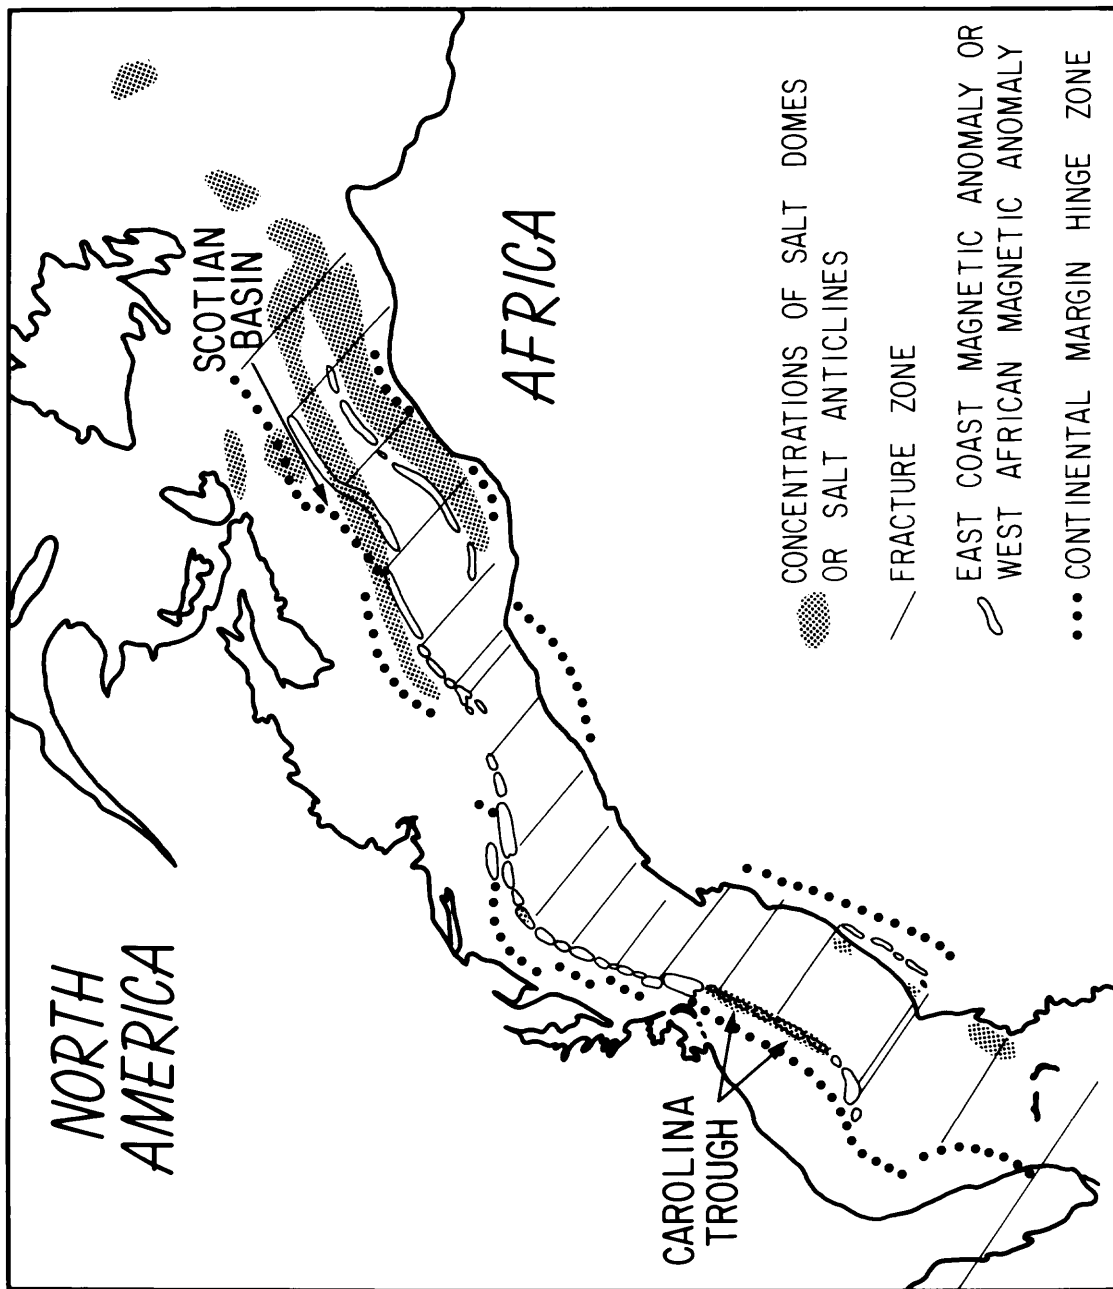 NORTH
AMERICA
SCOTIAN
BASIN
AFRICA
CAROLINA
TROUGH
CONCENTRATIONS OF SALT DOMES
OR SALT ANTICLINES
FRACTURE ZONE
EAST COAST MAGNETIC ANOMALY OR
WEST AFRICAN MAGNETIC ANOMALY
CONTINENTAL MARGIN HINGE ZONE